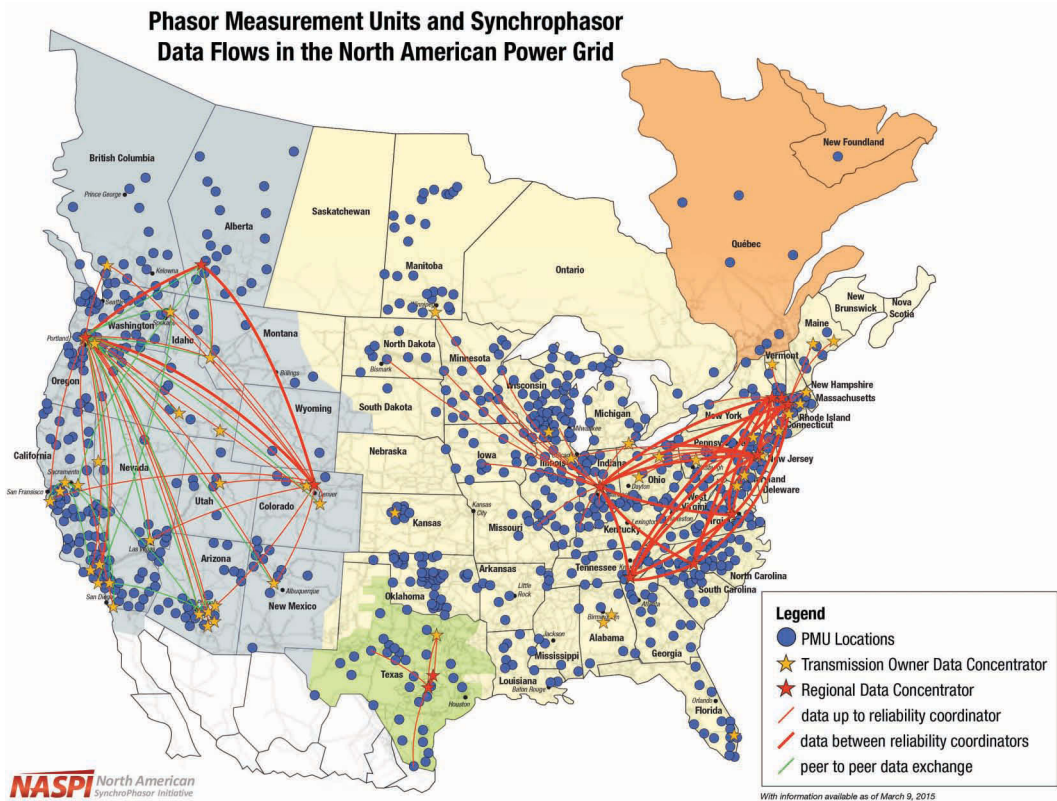 Phasor Measurement Units and Synchrophasor
Data Flows in the North American Power Grid
British Columbia
Prince George
Alberta
Saskatchewan
Manitoba
Ontario
Québec
New Foundland
New
Brunswick
Nova
Scotia
Maine
Kelowna
Seattle
Washington
Portland
Idaho
Montana
Billings
Oregon
Wyoming
North Dakota
Bismark
South Dakota
Minnesota
Wisconsin
Milwaukee
Michigan
Vermont
New Hampshire
Massachusetts
Rhode Island
Connecticut
New York
New Jersey
Deleware
California
Sacramento
San Fransisco
Nevada
Utah
Colorado
Denver
Nebraska
Iowa
Illinois
Indiana
Ohio
Dayton
West
Kansas
Kansas
City
Missouri
Kentucky
Las Vegas
Arizona
San Diego
Albuquerque
New Mexico
Oklahoma
Arkansas
Little
Rock
Tennessee
North Carolina
South Carolina
Birmingham
Alabama
Georgia
Jackson
Mississippi
Texas
Houston
Louisiana
Baton Rouge
Orlando
Florida
Legend
PMU Locations
Transmission Owner Data Concentrator
Regional Data Concentrator
data up to reliability coordinator
data between reliability coordinators
peer to peer data exchange
NASPI North American
SynchroPhasor Initiative
With information available as of March 9, 2015